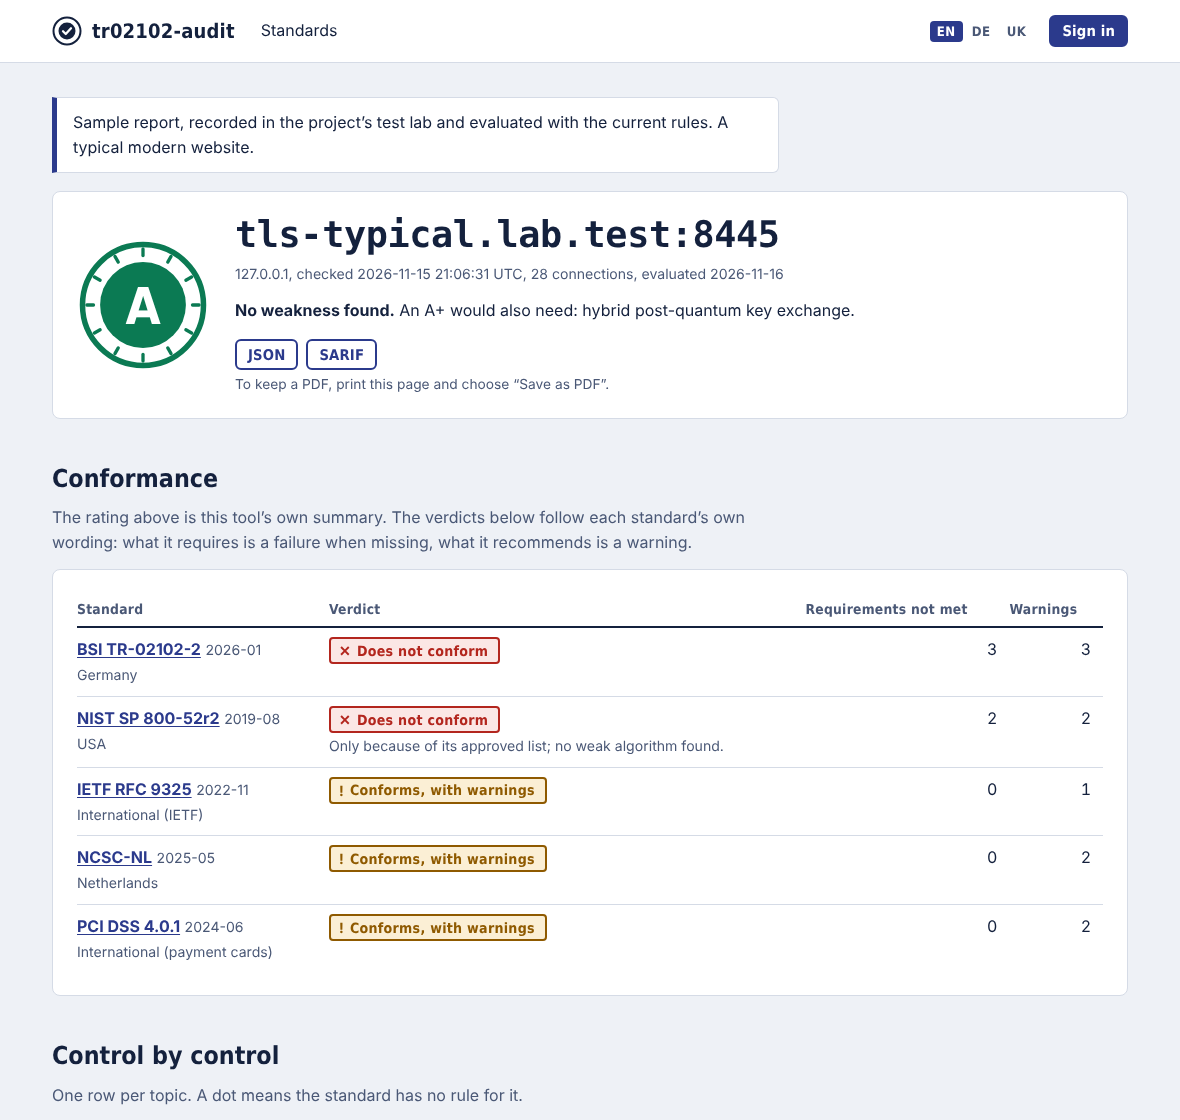 tr02102-audit Standards EN DE UK Sign in
Sample report, recorded in the project’s test lab and evaluated with the current rules. A
typical modern website.
A
tls-typical.lab.test:8445
127.0.0.1, checked 2026-11-15 21:06:31 UTC, 28 connections, evaluated 2026-11-16
No weakness found. An A+ would also need: hybrid post-quantum key exchange.
JSON SARIF
To keep a PDF, print this page and choose “Save as PDF”.
Conformance
The rating above is this tool’s own summary. The verdicts below follow each standard’s own
wording: what it requires is a failure when missing, what it recommends is a warning.
Standard Verdict Requirements not met Warnings
BSI TR-02102-2 2026-01 ✕ Does not conform 3 3
Germany
NIST SP 800-52r2 2019-08 ✕ Does not conform 2 2
USA Only because of its approved list; no weak algorithm found.
IETF RFC 9325 2022-11 ! Conforms, with warnings 0 1
International (IETF)
NCSC-NL 2025-05 ! Conforms, with warnings 0 2
Netherlands
PCI DSS 4.0.1 2024-06 ! Conforms, with warnings 0 2
International (payment cards)
Control by control
One row per topic. A dot means the standard has no rule for it.